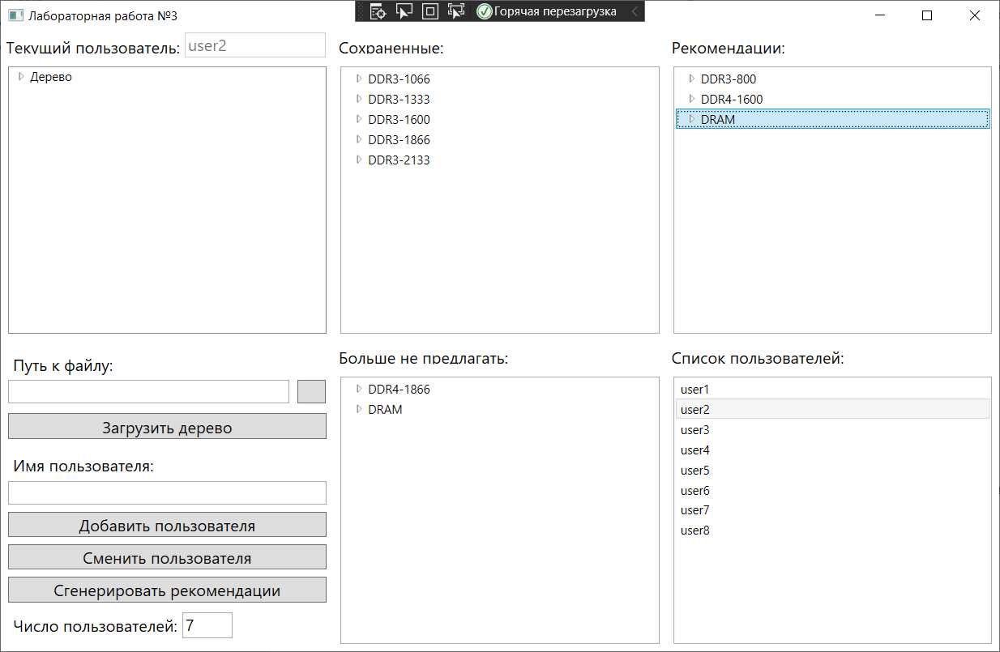 Лабораторная работа №3
Горячая перезагрузка
Текущий пользователь:
user2
Дерево
Сохраненные:
DDR3-1066
DDR3-1333
DDR3-1600
DDR3-1866
DDR3-2133
Рекомендации:
DDR3-800
DDR4-1600
DRAM
Путь к файлу:
Загрузить дерево
Имя пользователя:
Добавить пользователя
Сменить пользователя
Сгенерировать рекомендации
Число пользователей: 7
Больше не предлагать:
DDR4-1866
DRAM
Список пользователей:
user1
user2
user3
user4
user5
user6
user7
user8